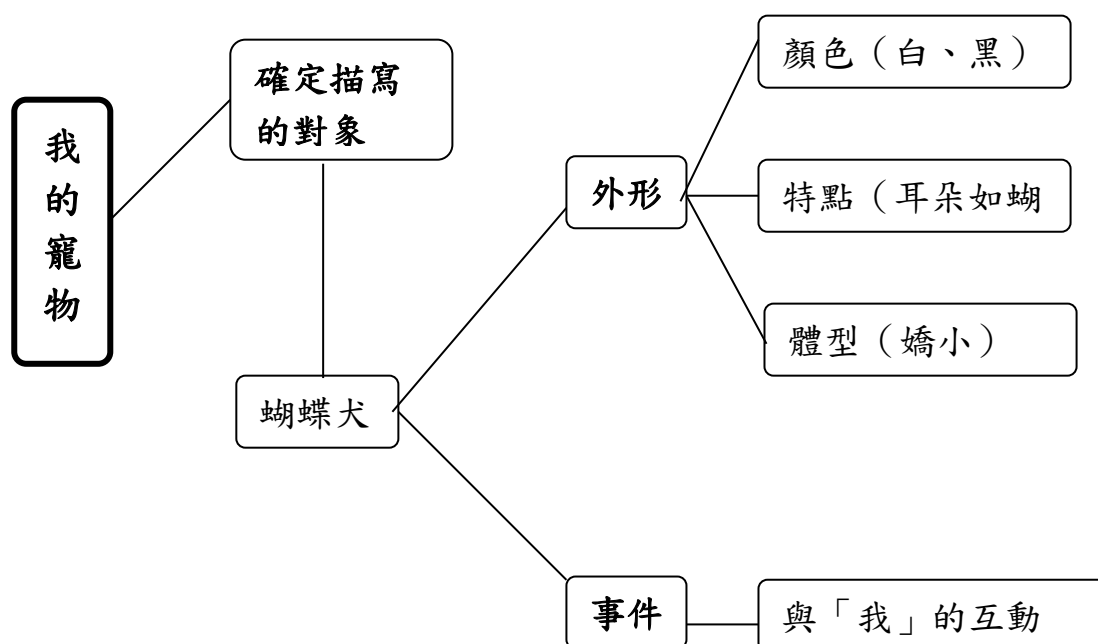 我的寵物
確定描寫
的對象
蝴蝶犬
外形
顏色（白、黑）
特點（耳朵如蝴
體型（嬌小）
事件
與「我」的互動